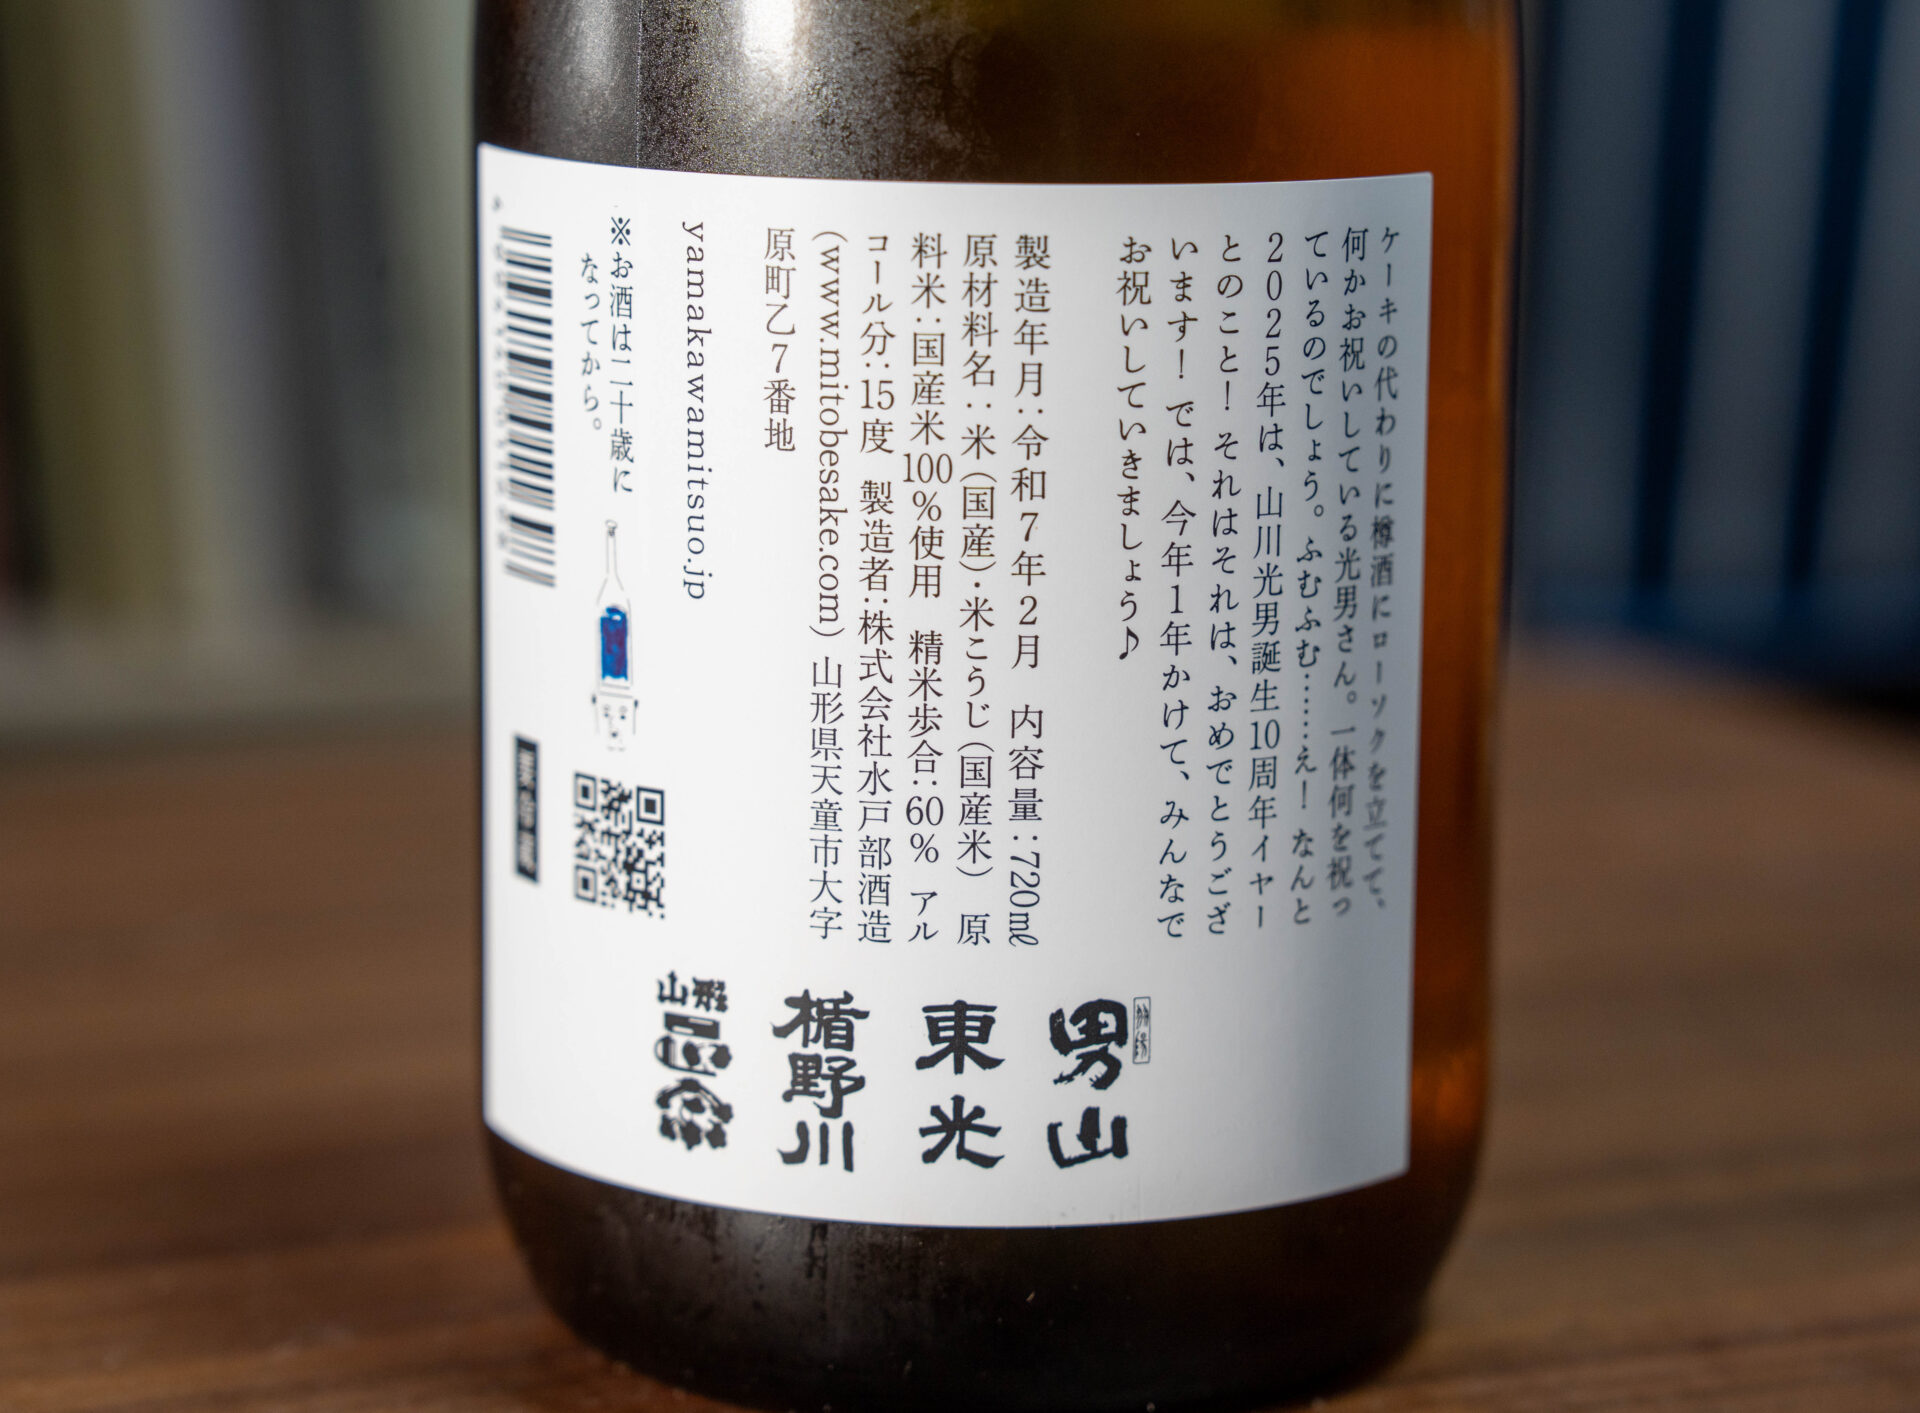 ケーキの代わりに樽酒にローソクを立てて、
何かお祝いしている光男さん。一体何を祝っ
ているのでしょう。ふむふむ……え！なんと
2025年は、山川光男誕生10周年イヤー
とのこと！それはそれは、おめでとうござ
います！では、今年1年かけて、みんなで
お祝いしていきましょう♪
製造年月：令和7年2月　内容量：720㎖
原材料名：米（国産）・米こうじ（国産米）　原
料米：国産米100％使用　精米歩合：60％ アル
コール分：15度 製造者：株式会社水戸部酒造
（www.mitobesake.com）山形県天童市大字
原町乙7番地
yamakawamitsuo.jp
※お酒は二十歳に
なってから。
要冷蔵
羽陽
男山
東光
楯野川
山形
正宗